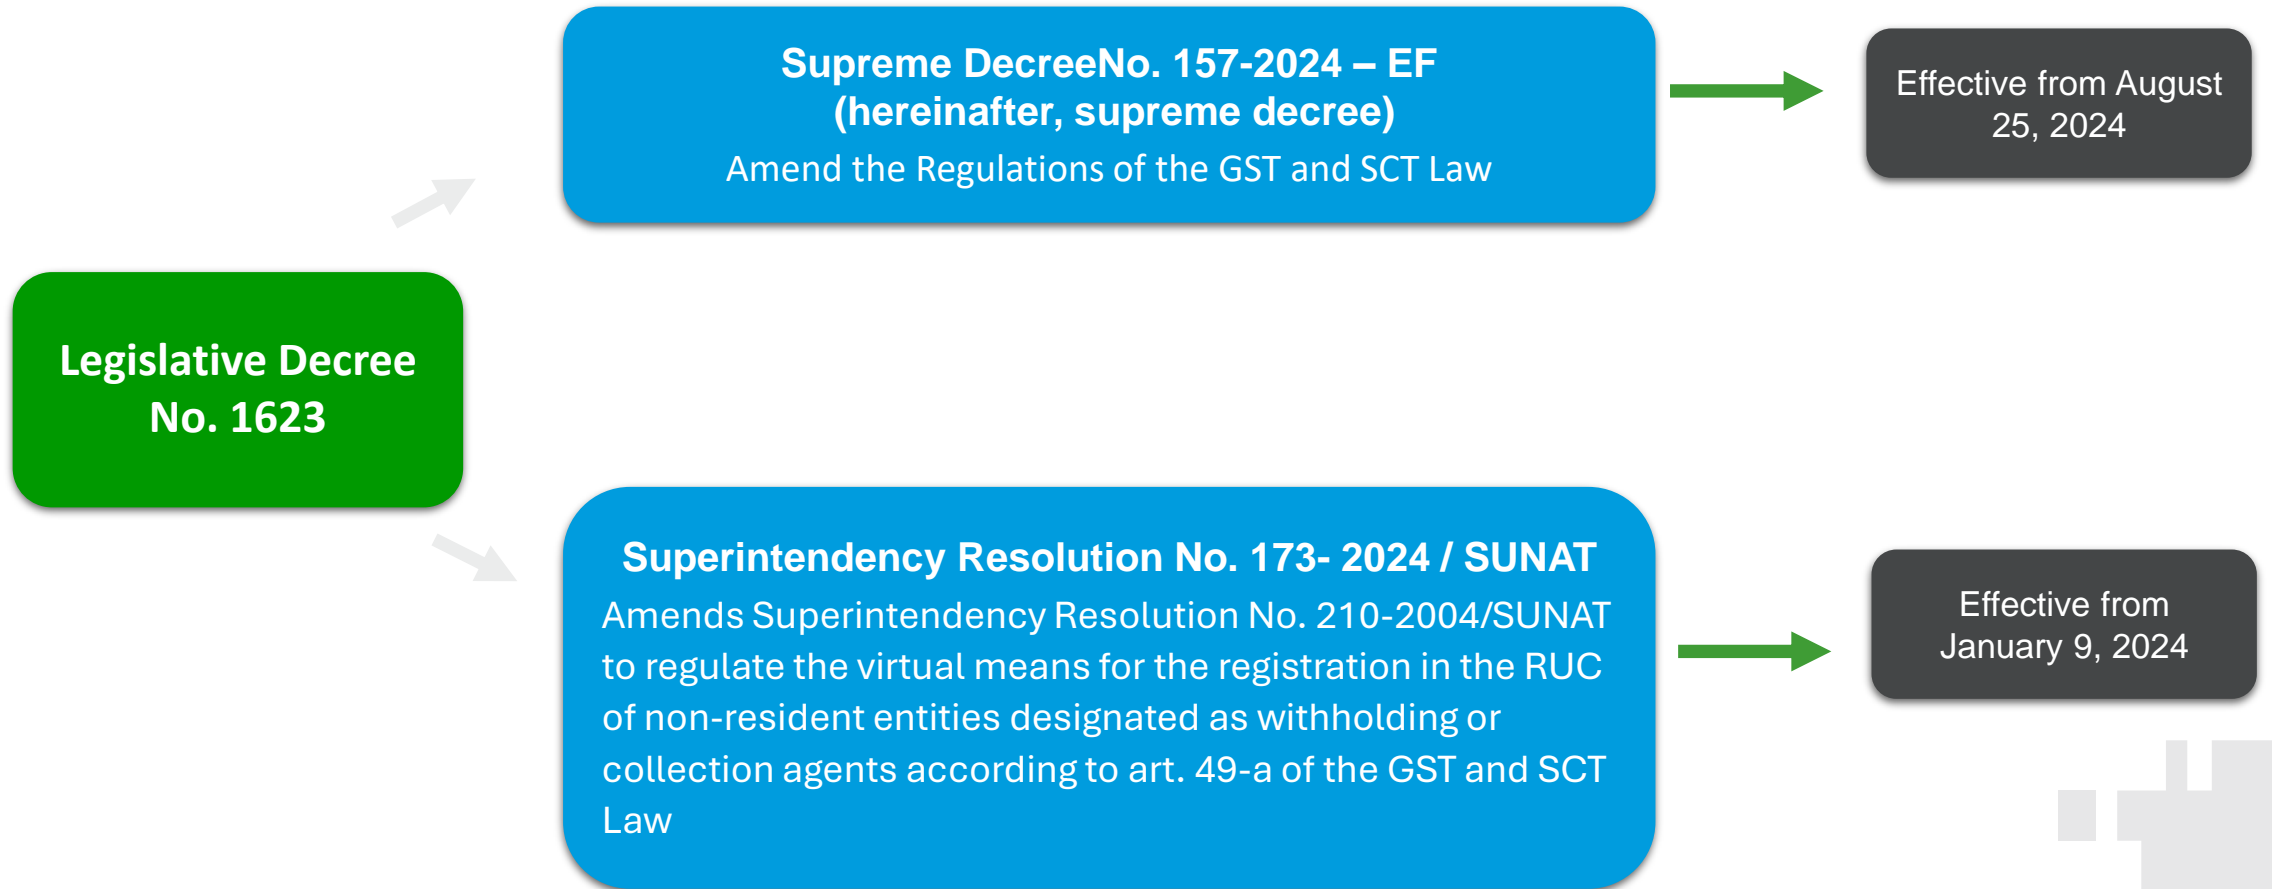 Supreme DecreeNo. 157-2024 – EF
(hereinafter, supreme decree)
Amend the Regulations of the GST and SCT Law
Effective from August
25, 2024
Legislative Decree
No. 1623
Superintendency Resolution No. 173- 2024 / SUNAT
Amends Superintendency Resolution No. 210-2004/SUNAT
to regulate the virtual means for the registration in the RUC
of non-resident entities designated as withholding or
collection agents according to art. 49-a of the GST and SCT
Law
Effective from
January 9, 2024